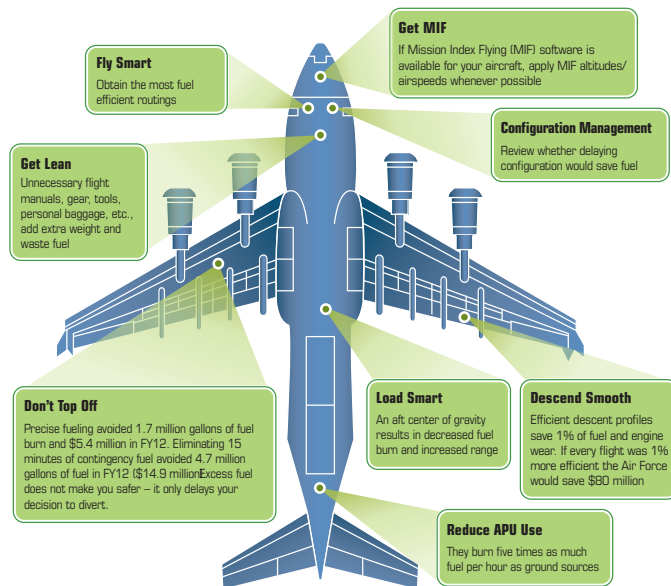 Get MIF
If Mission Index Flying (MIF) software is
available for your aircraft, apply MIF altitudes/
airspeeds whenever possible
Fly Smart
Obtain the most fuel
efficient routings
Configuration Management
Review whether delaying
configuration would save fuel
Get Lean
Unnecessary flight
manuals, gear, tools,
personal baggage, etc.,
add extra weight and
waste fuel
Don't Top Off
Precise fueling avoided 1.7 million gallons of fuel
burn and $5.4 million in FY12. Eliminating 15
minutes of contingency fuel avoided 4.7 million
gallons of fuel in FY12 ($14.9 millionExcess fuel
does not make you safer – it only delays your
decision to divert.
Load Smart
An aft center of gravity
results in decreased fuel
burn and increased range
Descend Smooth
Efficient descent profiles
save 1% of fuel and engine
wear. If every flight was 1%
more efficient the Air Force
would save $80 million
Reduce APU Use
They burn five times as much
fuel per hour as ground sources